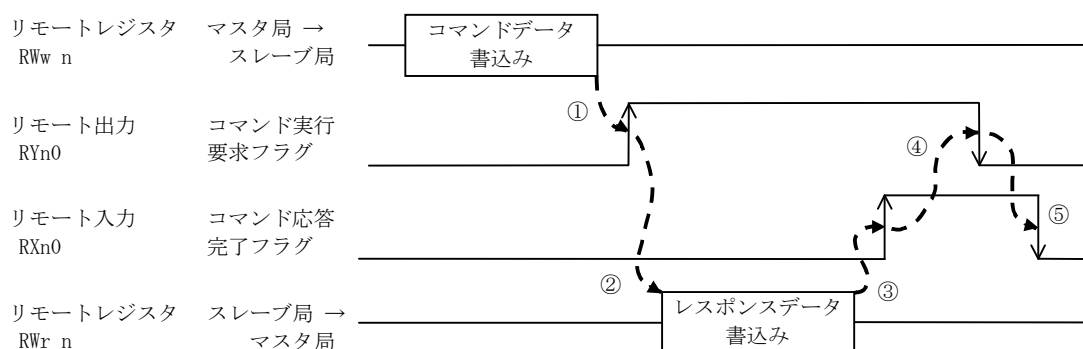 リモートレジスタ マスタ局 →
RWw n スレーブ局
コマンドデータ
書込み
①
リモート出力 コマンド実行
RYn0 要求フラグ
④
リモート入力 コマンド応答
RXn0 完了フラグ
⑤
②
③
リモートレジスタ スレーブ局 →
RWr n マスタ局
レスポンスデータ
書込み